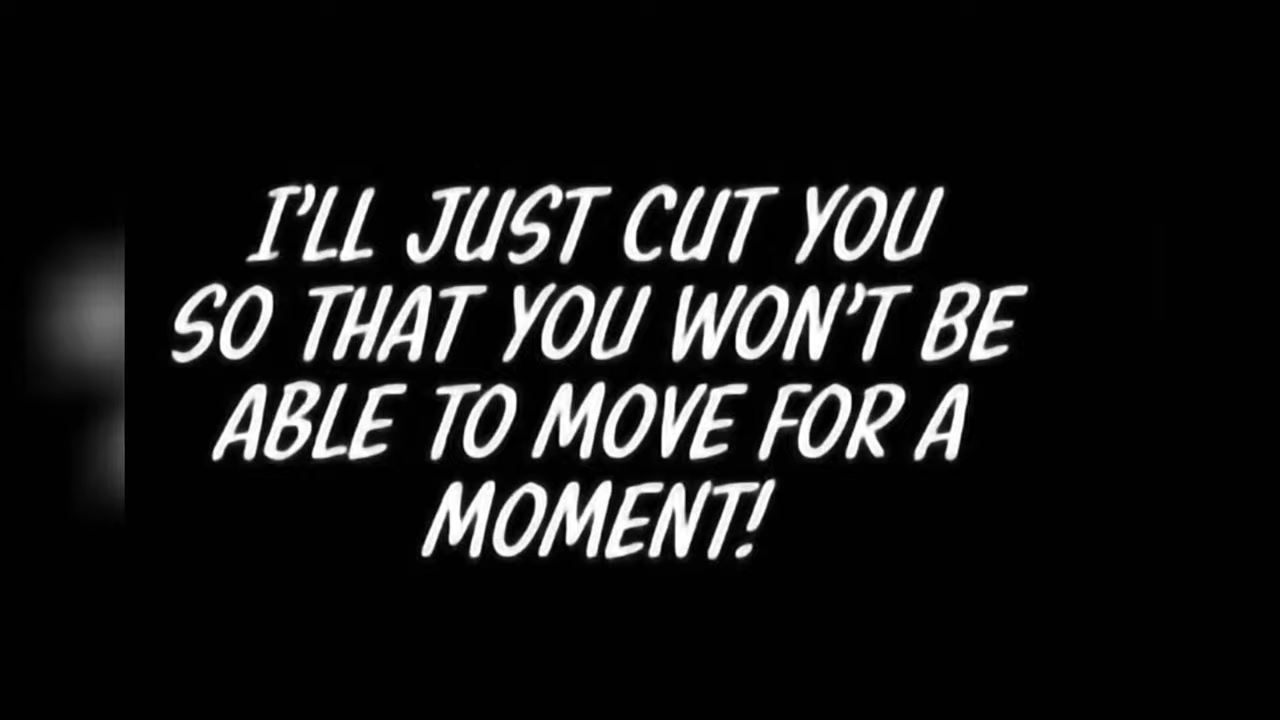 I'LL JUST CUT YOU
SO THAT YOU WON'T BE
ABLE TO MOVE FOR A
MOMENT!